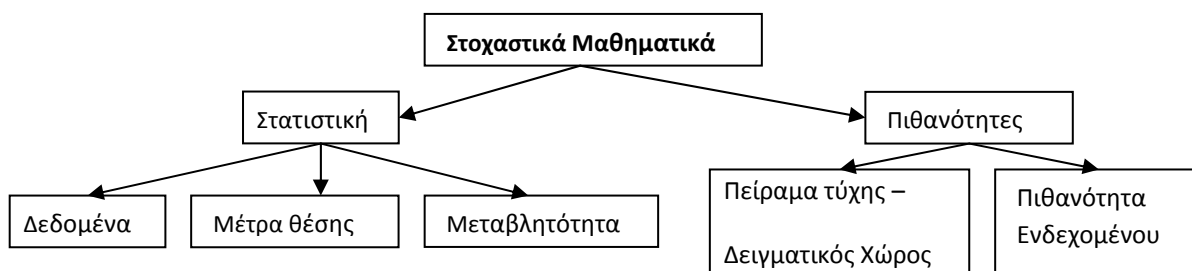 Στοχαστικά Μαθηματικά
Στατιστική
Πιθανότητες
Δεδομένα
Μέτρα θέσης
Μεταβλητότητα
Πείραμα τύχης –
Δειγματικός Χώρος
Πιθανότητα
Ενδεχομένου